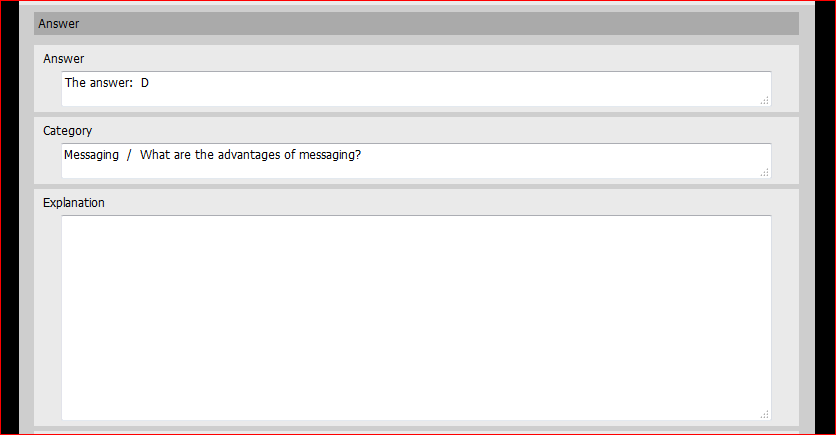 Answer
Answer
The answer:  D
Category
Messaging  /  What are the advantages of messaging?
Explanation